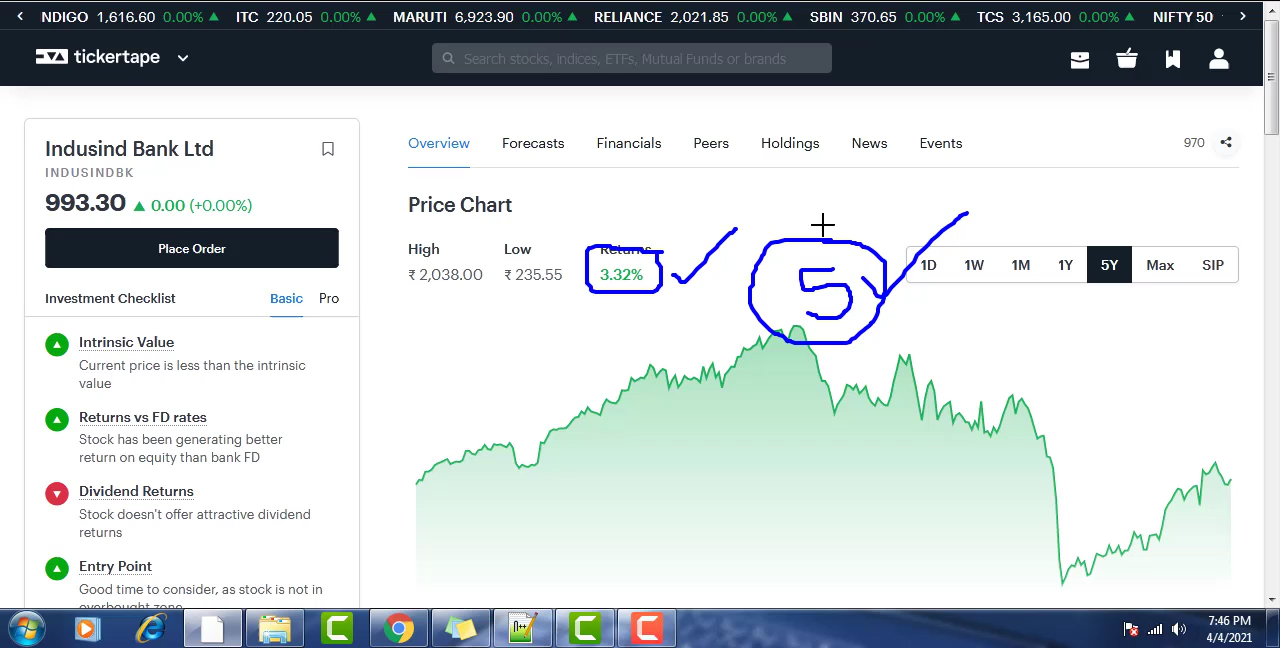 NDIGO 1,616.60 0.00% ▲ ITC 220.05 0.00% ▲ MARUTI 6,923.90 0.00% ▲ RELIANCE 2,021.85 0.00% ▲ SBIN 370.65 0.00% ▲ TCS 3,165.00 0.00% ▲ NIFTY 50
tickertape
Search stocks, indices, ETFs, Mutual Funds or brands
Indusind Bank Ltd
INDUSINDBK
993.30 ▲ 0.00 (+0.00%)
Place Order
Investment Checklist Basic Pro
Intrinsic Value
Current price is less than the intrinsic
value
Returns vs FD rates
Stock has been generating better
return on equity than bank FD
Dividend Returns
Stock doesn't offer attractive dividend
returns
Entry Point
Good time to consider, as stock is not in
overbought zone
Overview Forecasts Financials Peers Holdings News Events 970
Price Chart
High Low Returns
₹ 2,038.00 ₹ 235.55 3.32%
5
1D 1W 1M 1Y 5Y Max SIP
7:46 PM
4/4/2021